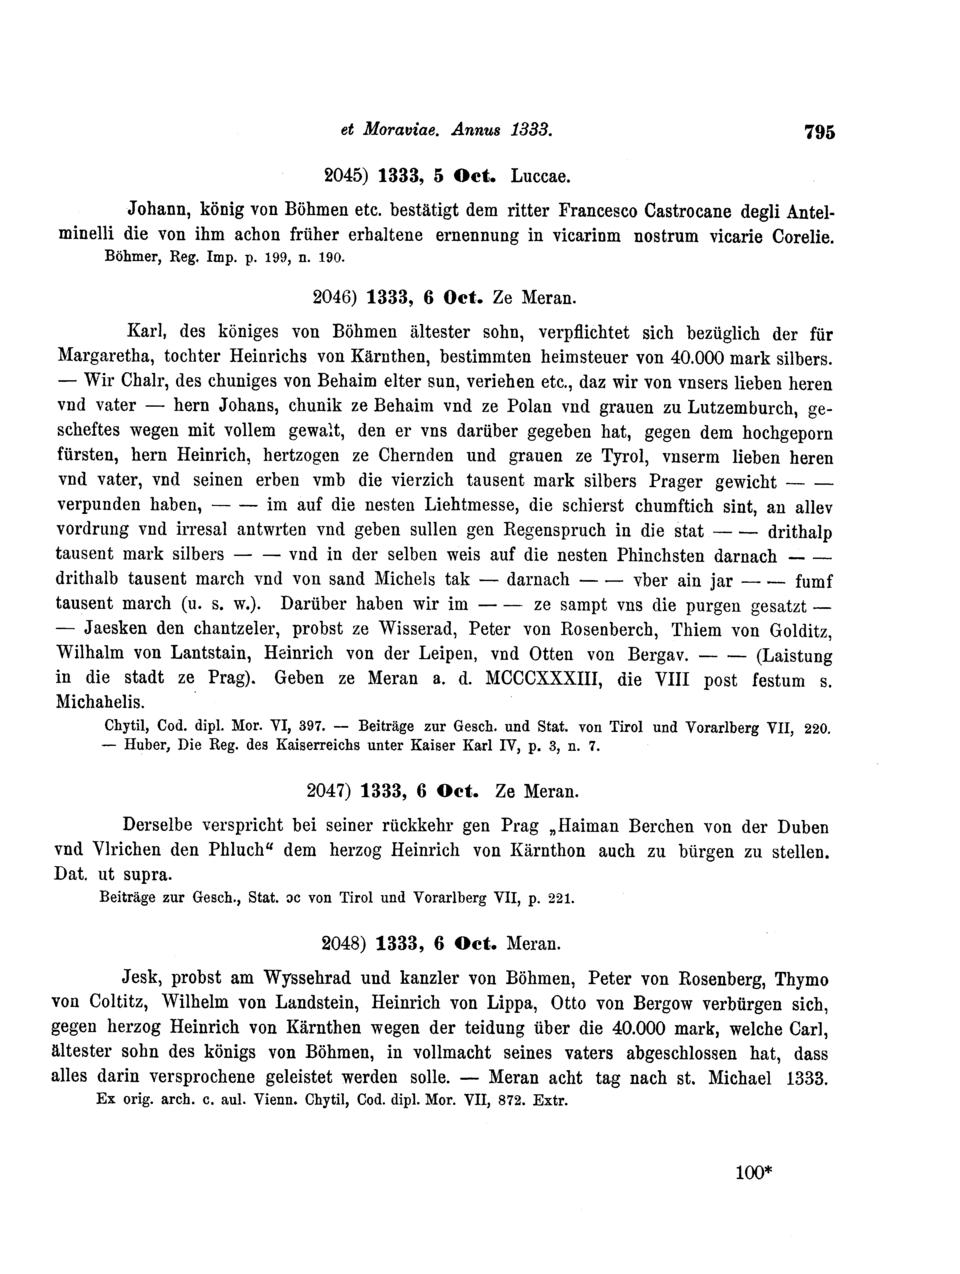 et Moraviae. Annus 1333. 795
2045) 1333, 5 Oct. Luccae.
Johann, könig von Böhmen etc. bestätigt dem ritter Francesco Castrocane degli Antel-
minelli die von ihm achon früher erhaltene ernennung in vicarinm nostrum vicarie Corelie.
Böhmer, Reg. Imp. p. 199, n. 190.
2046) 1333, 6 Oct. Ze Meran.
Karl, des königes von Böhmen ältester sohn, verpflichtet sich bezüglich der für
Margaretha, tochter Heinrichs von Kärnthen, bestimmten heimsteuer von 40.000 mark silbers.
— Wir Chalr, des chuniges von Behaim elter sun, veriehen etc., daz wir von vnsers lieben heren
vnd vater — hern Johans, chunik ze Behaim vnd ze Polan vnd grauen zu Lutzemburch, ge-
scheftes wegen mit vollem gewalt, den er vns darüber gegeben hat, gegen dem hochgeporn
fürsten, hern Heinrich, hertzogen ze Chernden und grauen ze Tyrol, vnserm lieben heren
vnd vater, vnd seinen erben vmb die vierzich tausent mark silbers Prager gewicht — —
verpunden haben, — — im auf die nesten Liehtmesse, die schierst chumftich sint, an allev
vordrung vnd irresal antwrten vnd geben sullen gen Regenspruch in die stat — — drithalp
tausent mark silbers — — vnd in der selben weis auf die nesten Phinchsten darnach — —
drithalb tausent march vnd von sand Michels tak — darnach — — vber ain jar — — fumf
tausent march (u. s. w.). Darüber haben wir im — — ze sampt vns die purgen gesatzt —
— Jaesken den chantzeler, probst ze Wisserad, Peter von Rosenberch, Thiem von Golditz,
Wilhalm von Lantstain, Heinrich von der Leipen, vnd Otten von Bergav. — — (Laistung
in die stadt ze Prag). Geben ze Meran a. d. MCCCXXXIII, die VIII post festum s.
Michahelis.
Chytil, Cod. dipl. Mor. VI, 397. — Beiträge zur Gesch. und Stat. von Tirol und Vorarlberg VII, 220.
— Huber, Die Reg. des Kaiserreichs unter Kaiser Karl IV, p. 3, n. 7.
2047) 1333, 6 Oct. Ze Meran.
Derselbe verspricht bei seiner rückkehr gen Prag „Haiman Berchen von der Duben
vnd Vlrichen den Phluch“ dem herzog Heinrich von Kärnthon auch zu bürgen zu stellen.
Dat. ut supra.
Beiträge zur Gesch., Stat. ɔc von Tirol und Vorarlberg VII, p. 221.
2048) 1333, 6 Oct. Meran.
Jesk, probst am Wyssehrad und kanzler von Böhmen, Peter von Rosenberg, Thymo
von Coltitz, Wilhelm von Landstein, Heinrich von Lippa, Otto von Bergow verbürgen sich,
gegen herzog Heinrich von Kärnthen wegen der teidung über die 40.000 mark, welche Carl,
ältester sohn des königs von Böhmen, in vollmacht seines vaters abgeschlossen hat, dass
alles darin versprochene geleistet werden solle. — Meran acht tag nach st. Michael 1333.
Ex orig. arch. c. aul. Vienn. Chytil, Cod. dipl. Mor. VII, 872. Extr.
100*